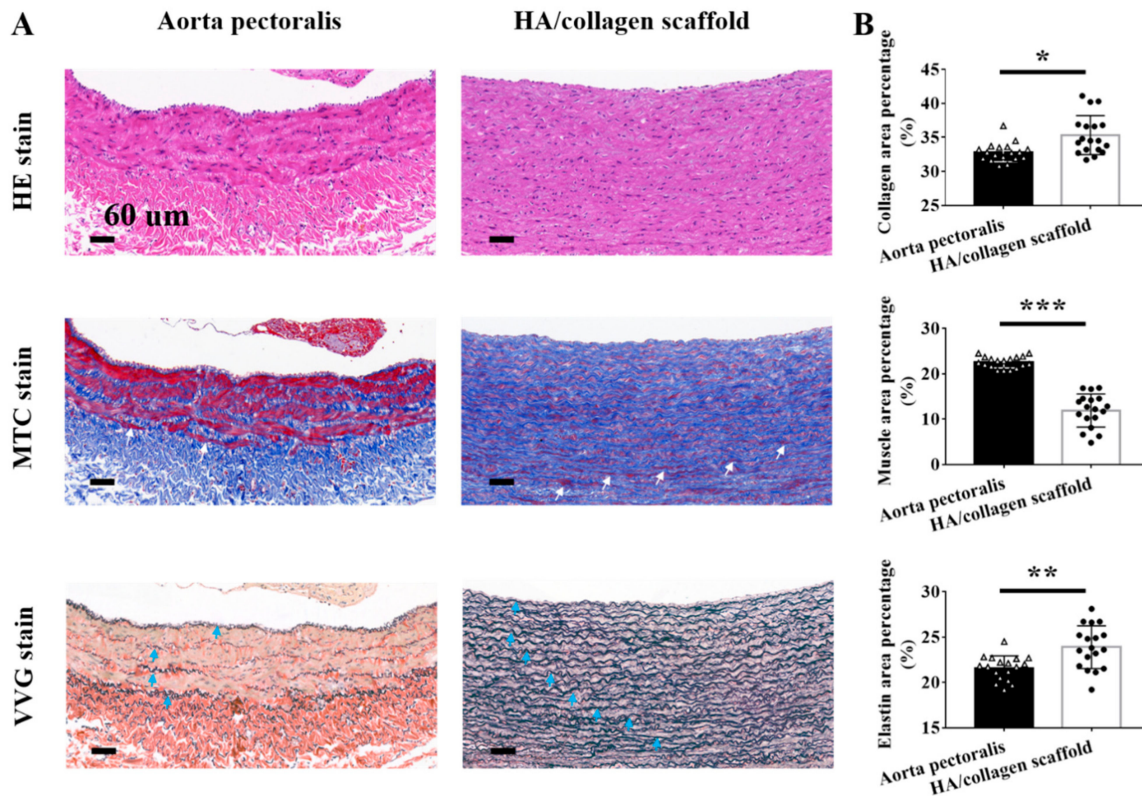 A
Aorta pectoralis
HA/collagen scaffold
HE stain
60 um
MTC stain
VVG stain
B
Collagen area percentage
(%)
45
40
35
30
25
*
Aorta pectoralis
HA/collagen scaffold
Muscle area percentage
(%)
30
20
10
0
***
Aorta pectoralis
HA/collagen scaffold
Elastin area percentage
(%)
30
25
20
15
**
Aorta pectoralis
HA/collagen scaffold